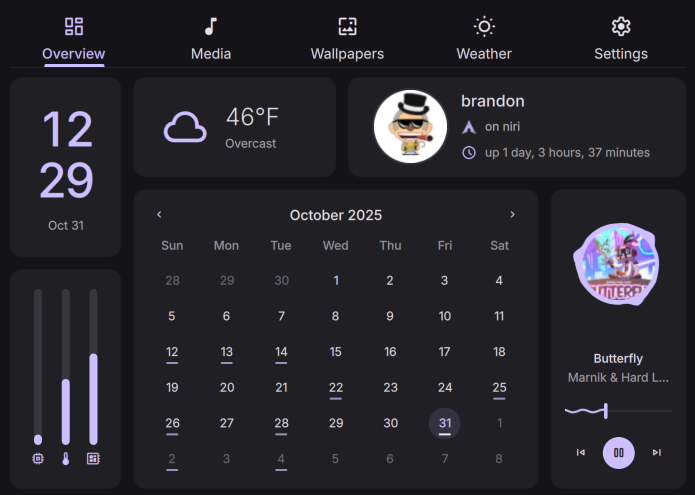 Overview Media Wallpapers Weather Settings
12
29
Oct 31
46°F
Overcast
brandon
on niri
up 1 day, 3 hours, 37 minutes
October 2025
Sun Mon Tue Wed Thu Fri Sat
28 29 30 1 2 3 4
5 6 7 8 9 10 11
12 13 14 15 16 17 18
19 20 21 22 23 24 25
26 27 28 29 30 31 1
2 3 4 5 6 7 8
Butterfly
Marnik & Hard L...